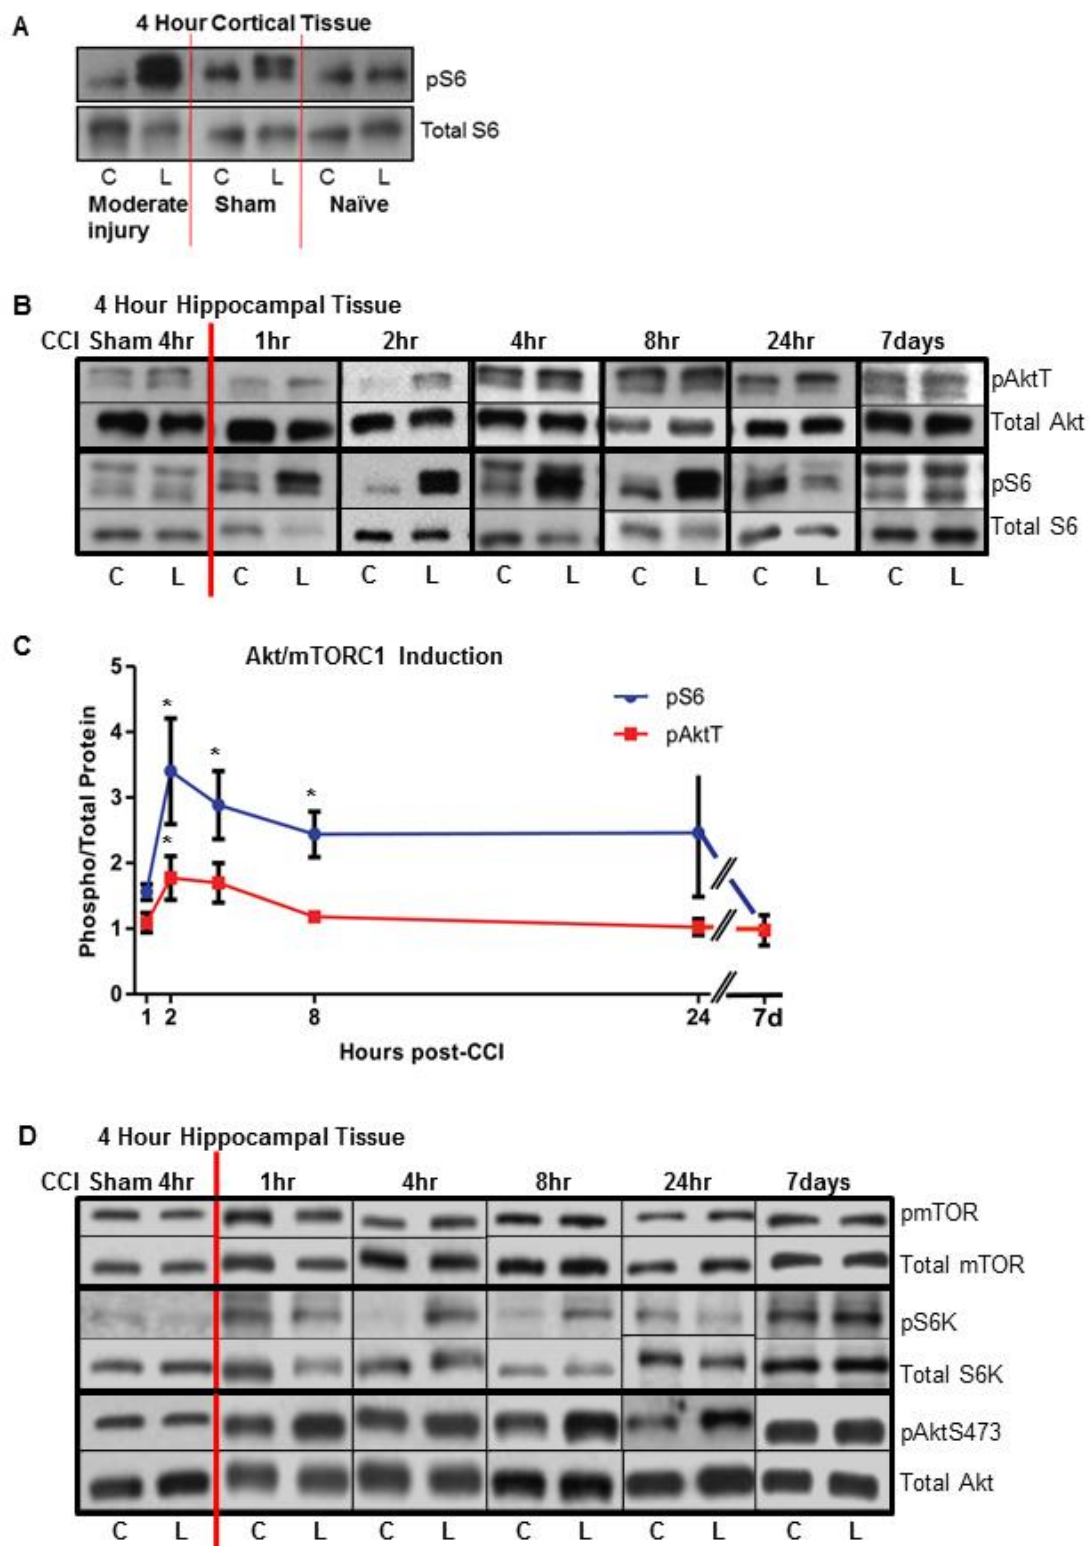 A
4 Hour Cortical Tissue
pS6
Total S6
C L C L C L
Moderate injury Sham Naïve
B
4 Hour Hippocampal Tissue
CCI Sham 4hr 1hr 2hr 4hr 8hr 24hr 7days
pAktT
Total Akt
pS6
Total S6
C L C L C L C L C L C L C L
C
Akt/mTORC1 Induction
Phospho/Total Protein
5
4
3
2
1
0
* * * *
pS6
pAktT
1 2 8 24 7d
Hours post-CCI
D
4 Hour Hippocampal Tissue
CCI Sham 4hr 1hr 4hr 8hr 24hr 7days
pmTOR
Total mTOR
pS6K
Total S6K
pAktS473
Total Akt
C L C L C L C L C L C L